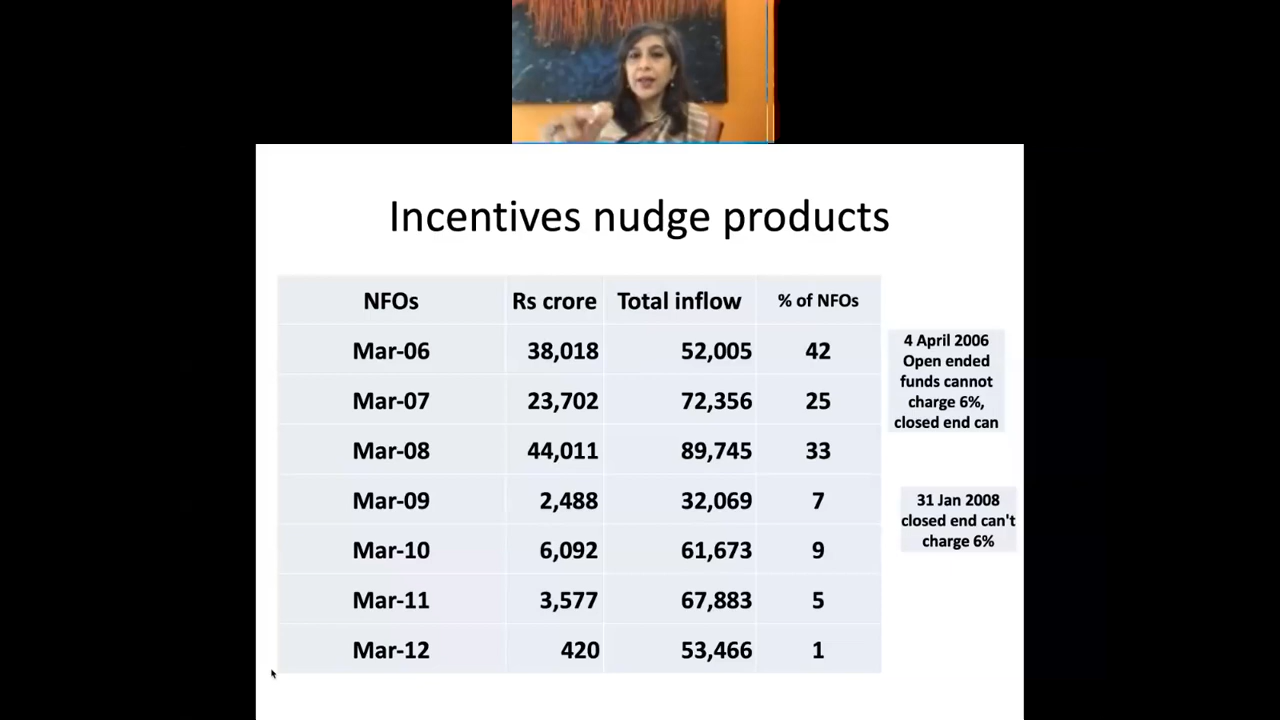 Incentives nudge products
NFOs Rs crore Total inflow % of NFOs
Mar-06 38,018 52,005 42
Mar-07 23,702 72,356 25
Mar-08 44,011 89,745 33
Mar-09 2,488 32,069 7
Mar-10 6,092 61,673 9
Mar-11 3,577 67,883 5
Mar-12 420 53,466 1
4 April 2006
Open ended
funds cannot
charge 6%,
closed end can
31 Jan 2008
closed end can't
charge 6%